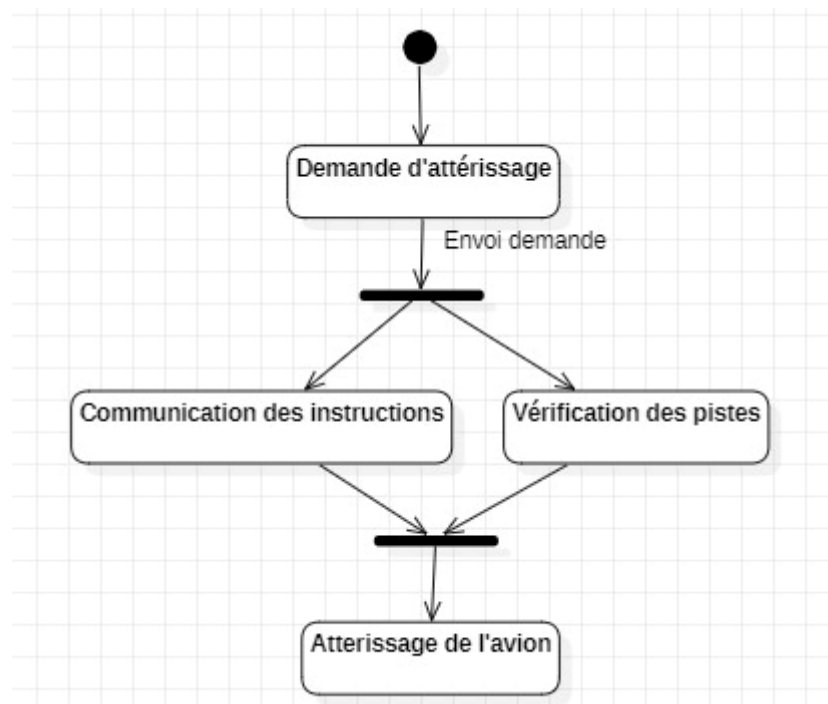 Demande d'attérissage
Envoi demande
Communication des instructions
Vérification des pistes
Atterissage de l'avion